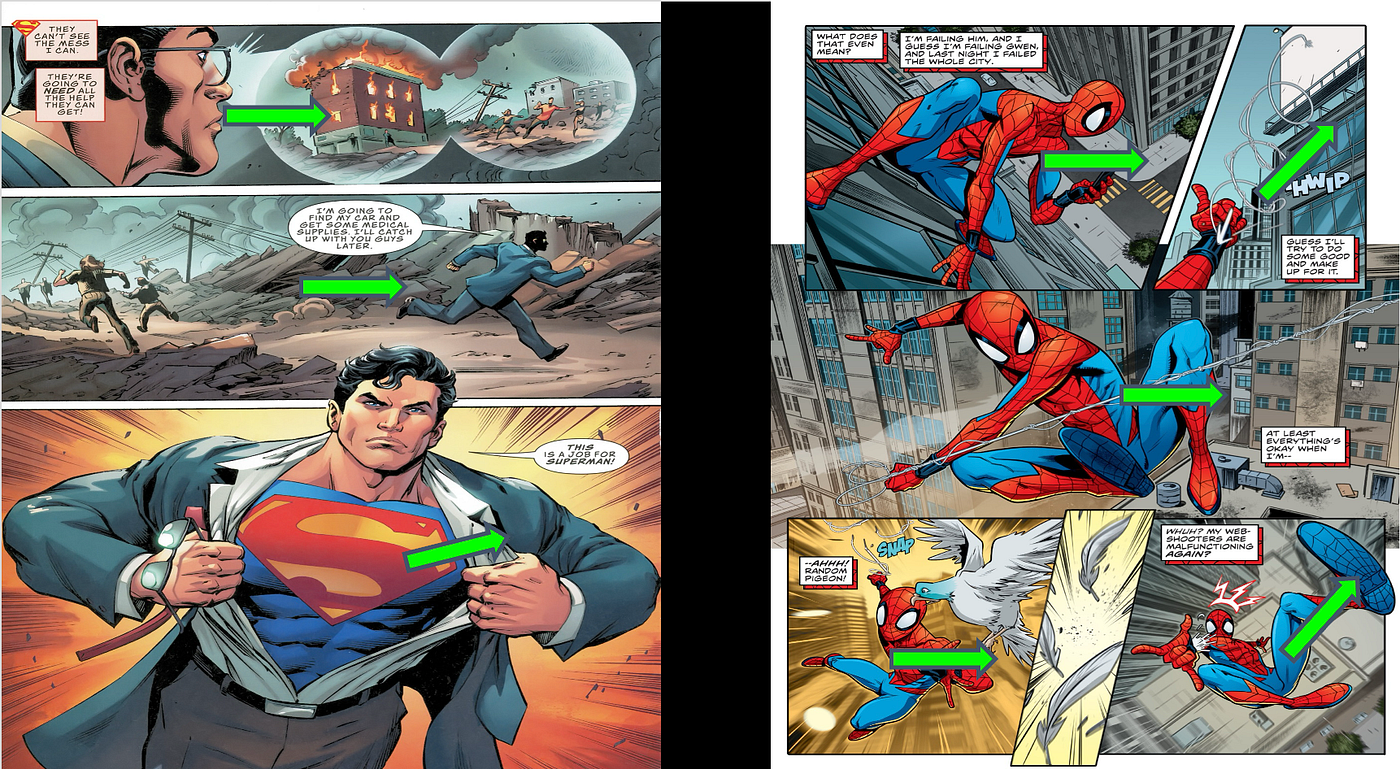 THEY
CAN'T SEE
THE MESS
I CAN.
THEY'RE
GOING TO
NEED ALL
THE HELP
THEY CAN
GET!
I'M GOING TO
FIND MY CAR AND
GET SOME MEDICAL
SUPPLIES. I'LL CATCH
UP WITH YOU GUYS
LATER.
THIS
IS A JOB FOR
SUPERMAN!
WHAT DOES
THAT EVEN
MEAN?
I'M FAILING HIM, AND I
GUESS I'M FAILING GWEN,
AND LAST NIGHT I FAILED
THE WHOLE CITY.
HWIP
GUESS I'LL
TRY TO DO
SOME GOOD
AND MAKE
UP FOR IT.
AT LEAST
EVERYTHING'S
OKAY WHEN
I'M--
SNAP
--AHHH!
RANDOM
PIGEON!
WHUH? MY WEB-
SHOOTERS ARE
MALFUNCTIONING
AGAIN?